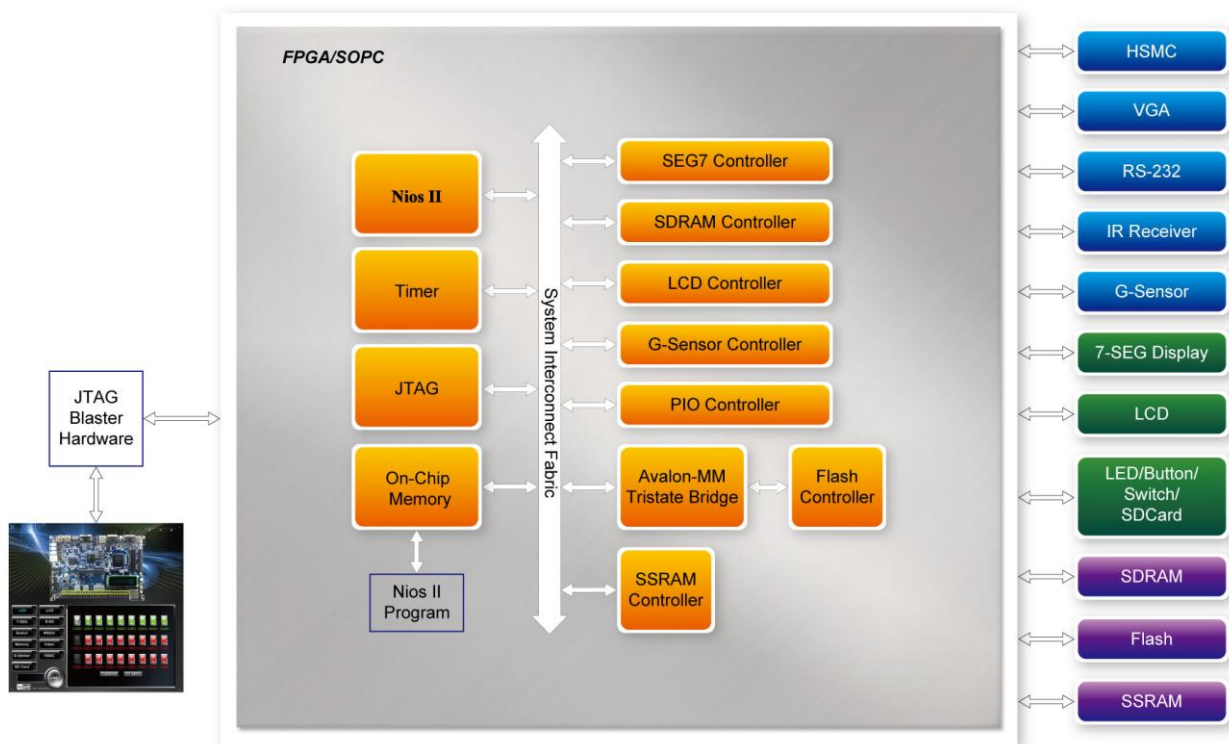 FPGA/SOPC
Nios II
Timer
JTAG
On-Chip
Memory
Nios II
Program
System Interconnect Fabric
SEG7 Controller
SDRAM Controller
LCD Controller
G-Sensor Controller
PIO Controller
Avalon-MM
Tristate Bridge
Flash
Controller
SSRAM
Controller
JTAG
Blaster
Hardware
HSMC
VGA
RS-232
IR Receiver
G-Sensor
7-SEG Display
LCD
LED/Button/
Switch/
SDCard
SDRAM
Flash
SSRAM